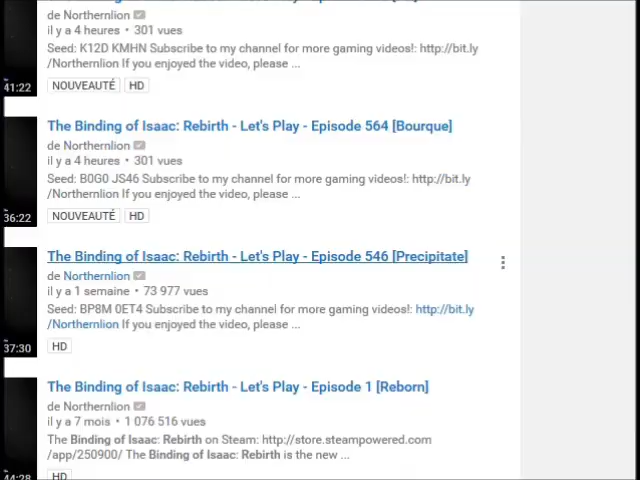 de Northernlion
il y a 4 heures • 301 vues
Seed: K12D KMHN Subscribe to my channel for more gaming videos!: http://bit.ly
/Northernlion If you enjoyed the video, please ...
41:22
NOUVEAUTÉ HD
The Binding of Isaac: Rebirth - Let's Play - Episode 564 [Bourque]
de Northernlion
il y a 4 heures • 301 vues
Seed: B0G0 JS46 Subscribe to my channel for more gaming videos!: http://bit.ly
/Northernlion If you enjoyed the video, please ...
36:22
NOUVEAUTÉ HD
The Binding of Isaac: Rebirth - Let's Play - Episode 546 [Precipitate]
de Northernlion
il y a 1 semaine • 73 977 vues
Seed: BP8M 0ET4 Subscribe to my channel for more gaming videos!: http://bit.ly
/Northernlion If you enjoyed the video, please ...
37:30
HD
The Binding of Isaac: Rebirth - Let's Play - Episode 1 [Reborn]
de Northernlion
il y a 7 mois • 1 076 516 vues
The Binding of Isaac: Rebirth on Steam: http://store.steampowered.com
/app/250900/ The Binding of Isaac: Rebirth is the new ...
44:28
HD